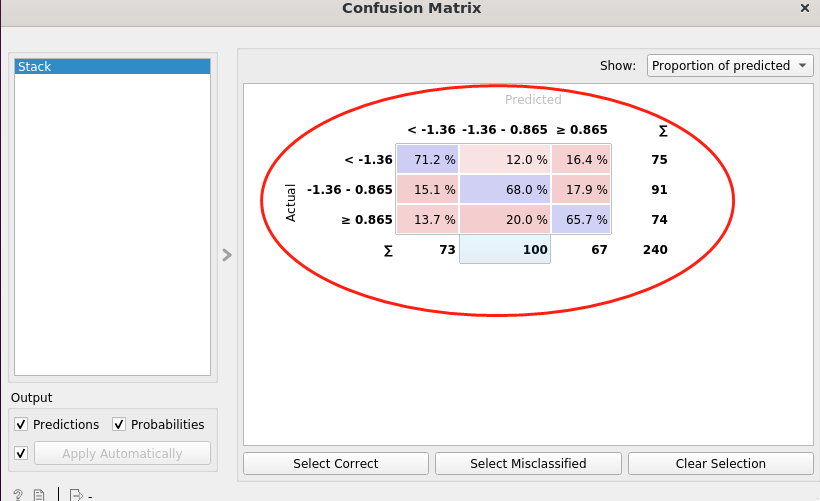 Confusion Matrix
×
Stack
Show:
Proportion of predicted
Predicted
< -1.36 -1.36 - 0.865 ≥ 0.865 Σ
< -1.36 71.2 % 12.0 % 16.4 % 75
Actual
-1.36 - 0.865 15.1 % 68.0 % 17.9 % 91
≥ 0.865 13.7 % 20.0 % 65.7 % 74
Σ 73 100 67 240
Output
Predictions Probabilities
Apply Automatically
Select Correct Select Misclassified Clear Selection
? | -